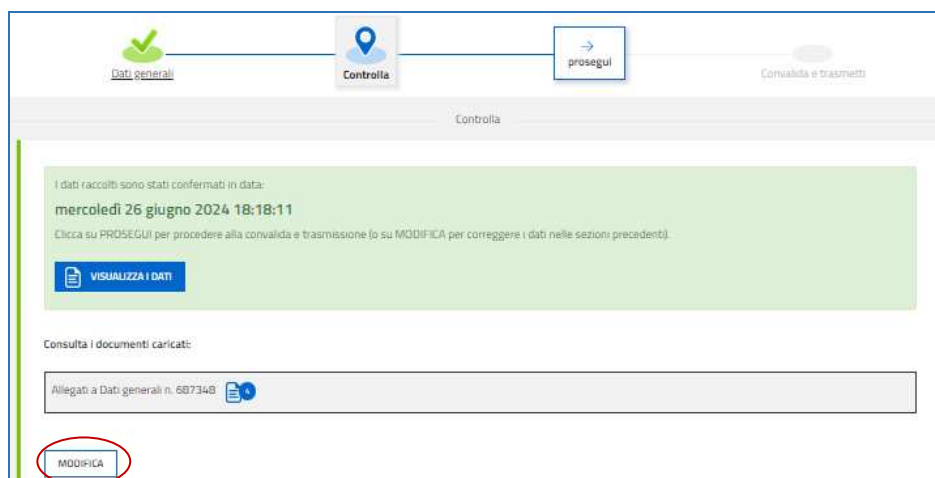 Dati generali
Controlla
prosegui
Convalida e trasmetti
Controlla
I dati raccolti sono stati confermati in data:
mercoledì 26 giugno 2024 18:18:11
Clicca su PROSEGUI per procedere alla convalida e trasmissione (o su MODIFICA per correggere i dati nelle sezioni precedenti).
VISUALIZZA I DATI
Consulta i documenti caricati:
Allegati a Dati generali n. 687348 4
MODIFICA